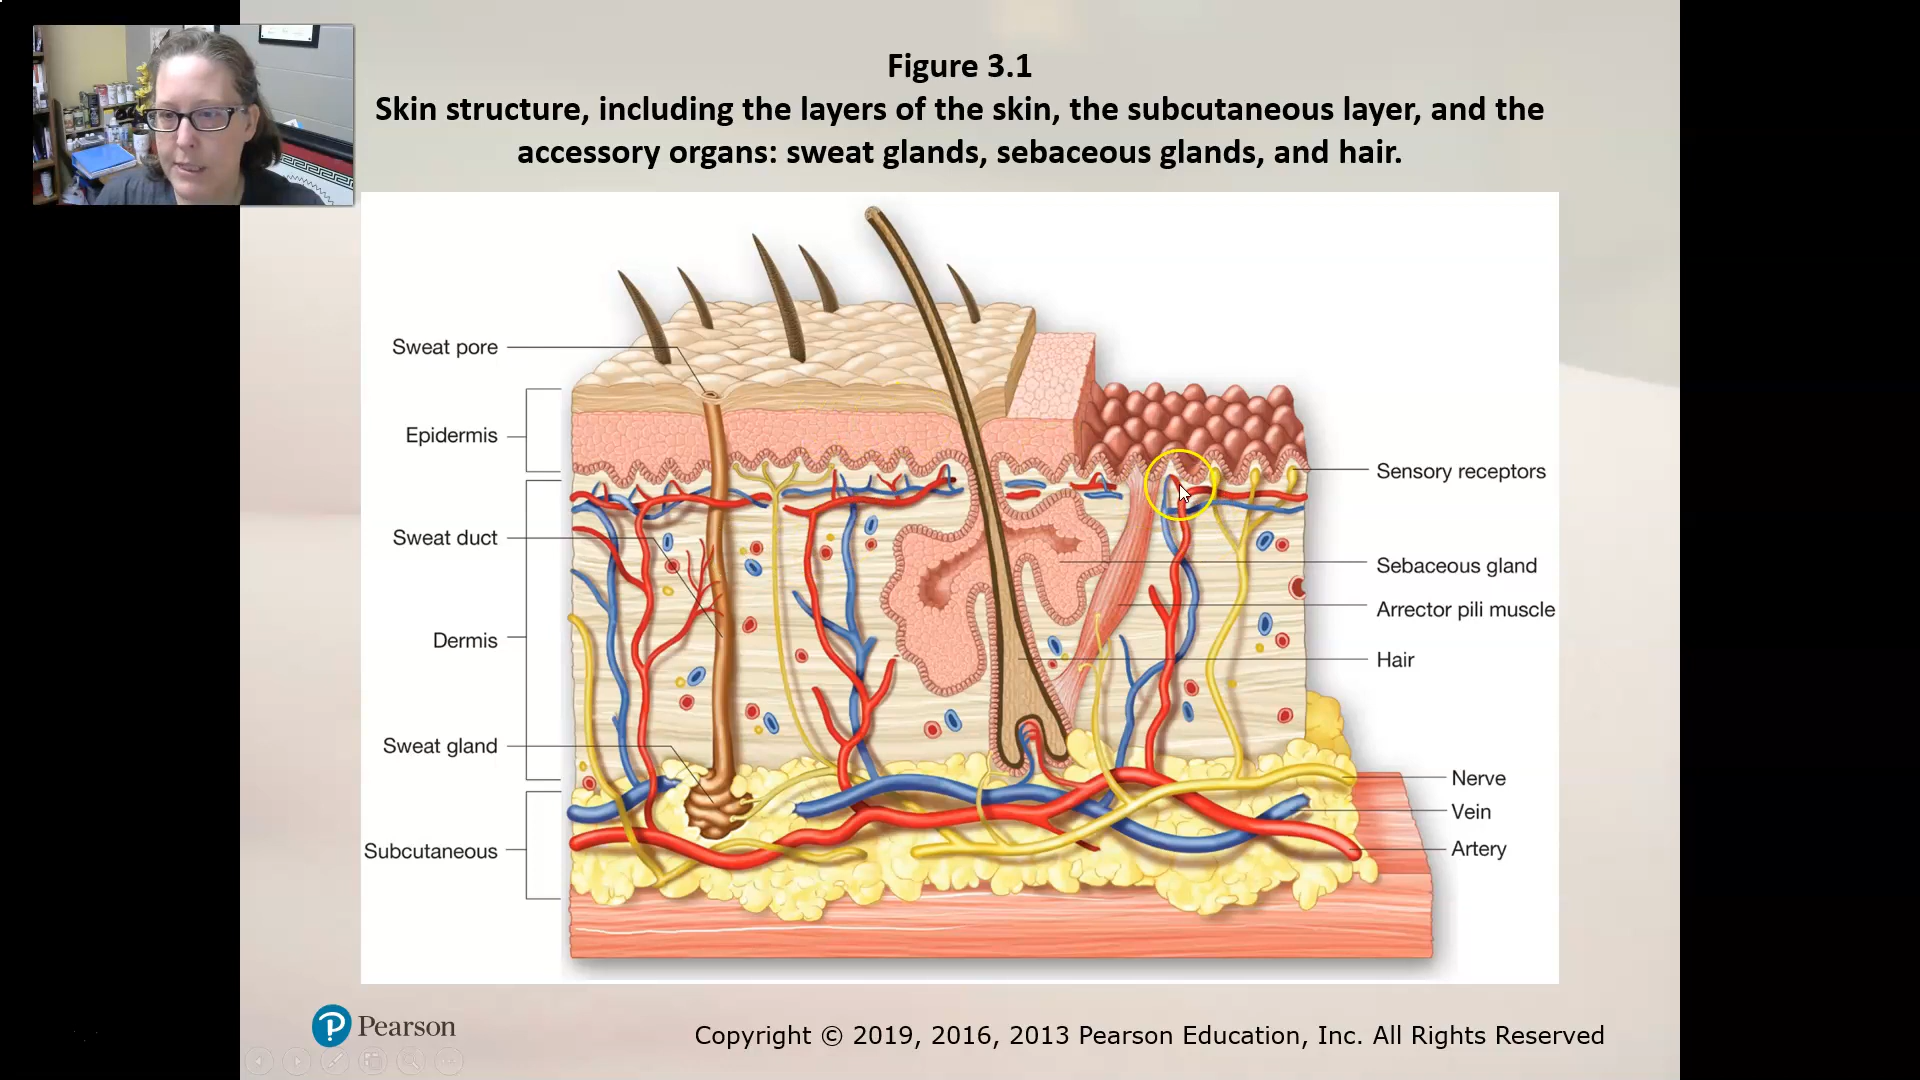 Figure 3.1
Skin structure, including the layers of the skin, the subcutaneous layer, and the
accessory organs: sweat glands, sebaceous glands, and hair.
Sweat pore
Epidermis
Sweat duct
Dermis
Sweat gland
Subcutaneous
Sensory receptors
Sebaceous gland
Arrector pili muscle
Hair
Nerve
Vein
Artery
Pearson
Copyright © 2019, 2016, 2013 Pearson Education, Inc. All Rights Reserved